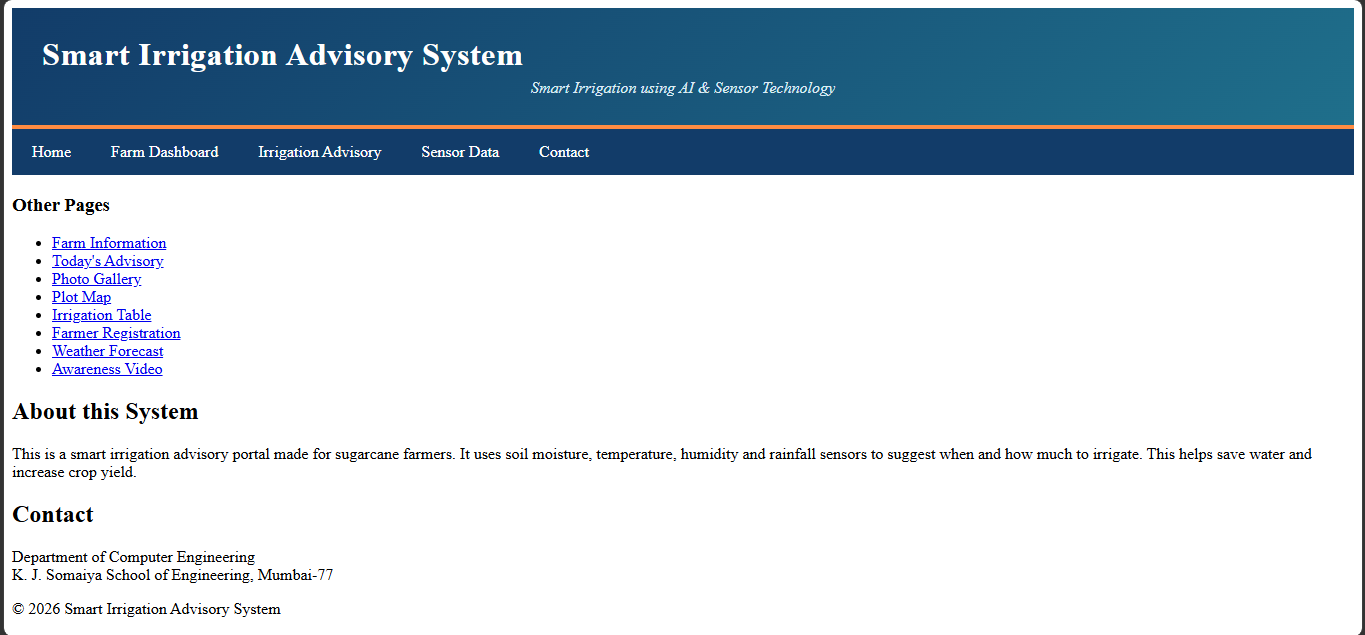 Smart Irrigation Advisory System
Smart Irrigation using AI & Sensor Technology
Home Farm Dashboard Irrigation Advisory Sensor Data Contact
Other Pages
Farm Information
Today's Advisory
Photo Gallery
Plot Map
Irrigation Table
Farmer Registration
Weather Forecast
Awareness Video
About this System
This is a smart irrigation advisory portal made for sugarcane farmers. It uses soil moisture, temperature, humidity and rainfall sensors to suggest when and how much to irrigate. This helps save water and
increase crop yield.
Contact
Department of Computer Engineering
K. J. Somaiya School of Engineering, Mumbai-77
© 2026 Smart Irrigation Advisory System